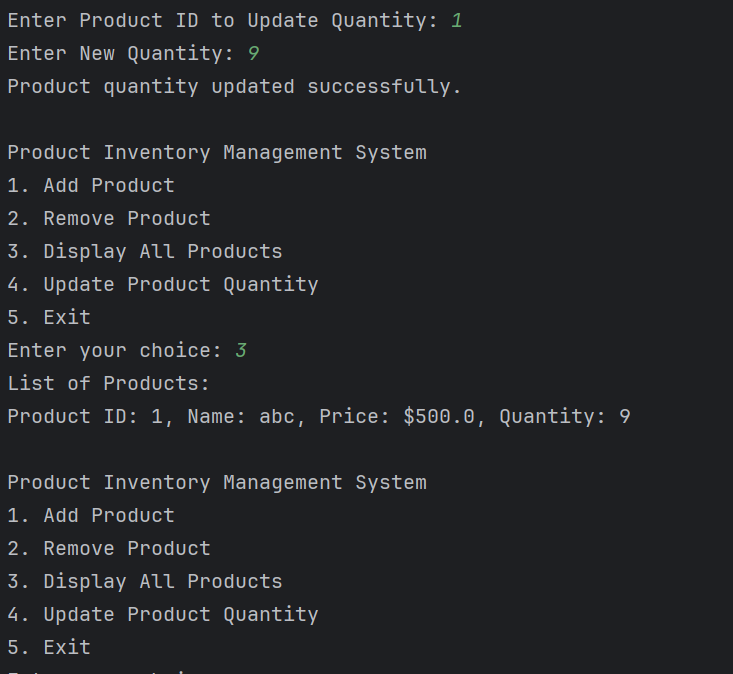 Enter Product ID to Update Quantity: 1
Enter New Quantity: 9
Product quantity updated successfully.
Product Inventory Management System
1. Add Product
2. Remove Product
3. Display All Products
4. Update Product Quantity
5. Exit
Enter your choice: 3
List of Products:
Product ID: 1, Name: abc, Price: $500.0, Quantity: 9
Product Inventory Management System
1. Add Product
2. Remove Product
3. Display All Products
4. Update Product Quantity
5. Exit